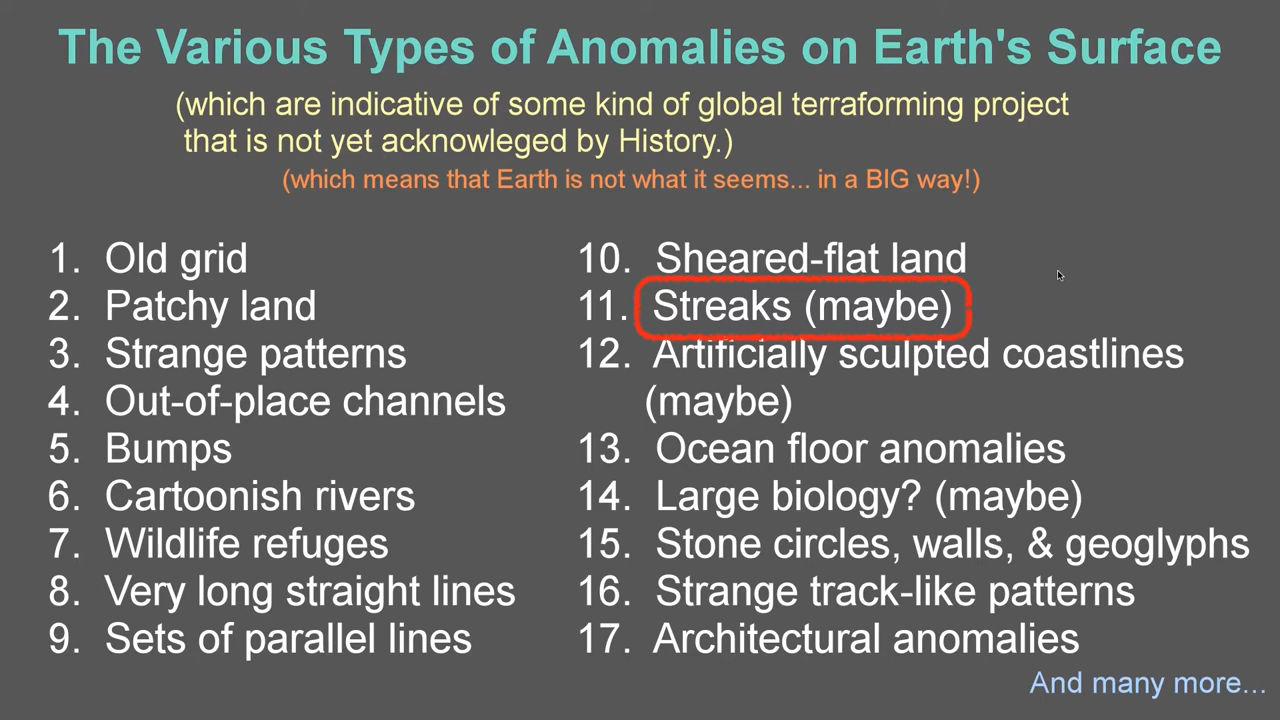 The Various Types of Anomalies on Earth's Surface
(which are indicative of some kind of global terraforming project
that is not yet acknowleged by History.)
(which means that Earth is not what it seems... in a BIG way!)
1. Old grid
2. Patchy land
3. Strange patterns
4. Out-of-place channels
5. Bumps
6. Cartoonish rivers
7. Wildlife refuges
8. Very long straight lines
9. Sets of parallel lines
10. Sheared-flat land
11. Streaks (maybe)
12. Artificially sculpted coastlines
(maybe)
13. Ocean floor anomalies
14. Large biology? (maybe)
15. Stone circles, walls, & geoglyphs
16. Strange track-like patterns
17. Architectural anomalies
And many more...